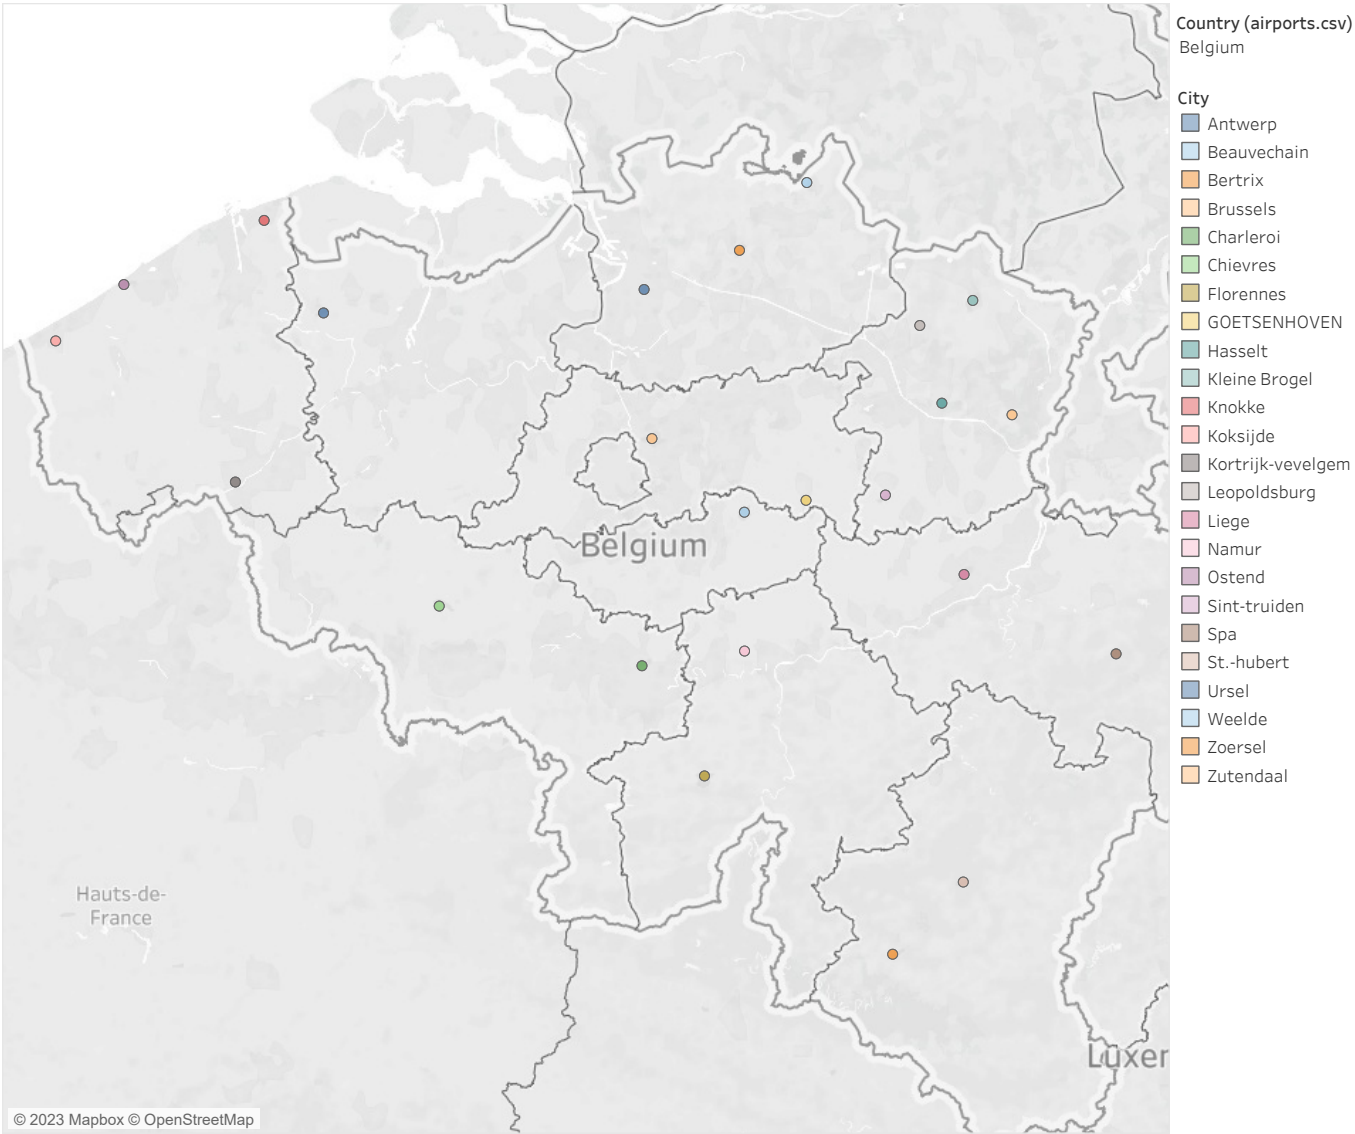 Country (airports.csv)
Belgium
City
Antwerp
Beauvechain
Bertrix
Brussels
Charleroi
Chievres
Florennes
GOETSENHOVEN
Hasselt
Kleine Brogel
Knokke
Koksijde
Kortrijk-vevelgem
Leopoldsburg
Liege
Namur
Ostend
Sint-truiden
Spa
St.-hubert
Ursel
Weelde
Zoersel
Zutendaal
Belgium
Hauts-de-
France
Luxer
© 2023 Mapbox © OpenStreetMap